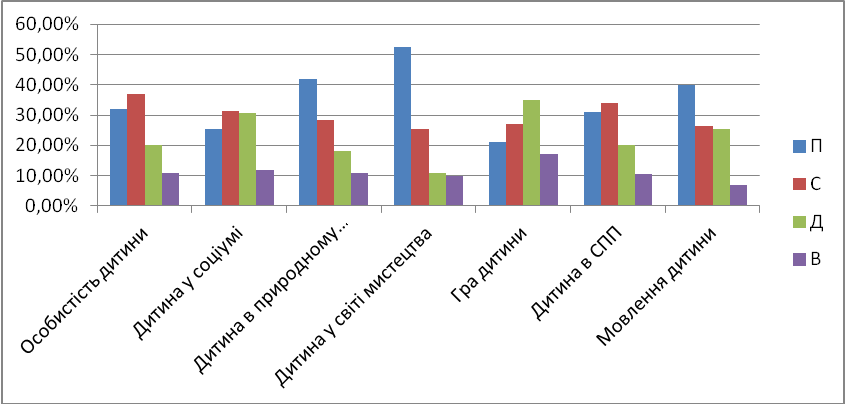 60,00%
50,00%
40,00%
30,00%
20,00%
10,00%
0,00%
Особистість дитини
Дитина у соціумі
Дитина в природному...
Дитина у світі мистецтва
Гра дитини
Дитина в СПП
Мовлення дитини
П
С
Д
В